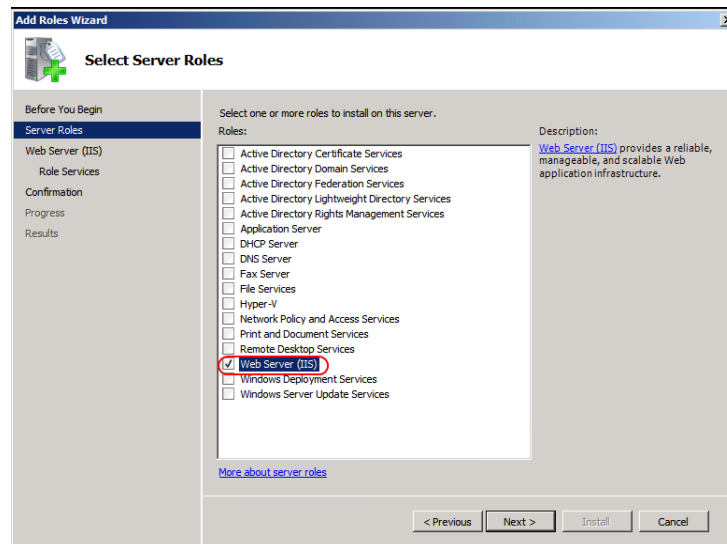 Add Roles Wizard
Select Server Roles
Before You Begin
Server Roles
Web Server (IIS)
Role Services
Confirmation
Progress
Results
Select one or more roles to install on this server.
Roles:
Active Directory Certificate Services
Active Directory Domain Services
Active Directory Federation Services
Active Directory Lightweight Directory Services
Active Directory Rights Management Services
Application Server
DHCP Server
DNS Server
Fax Server
File Services
Hyper-V
Network Policy and Access Services
Print and Document Services
Remote Desktop Services
Web Server (IIS)
Windows Deployment Services
Windows Server Update Services
More about server roles
Description:
Web Server (IIS) provides a reliable,
manageable, and scalable Web
application infrastructure.
< Previous
Next >
Install
Cancel